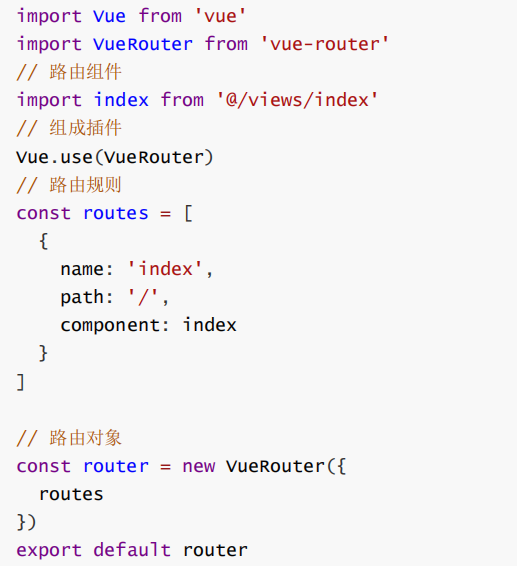 import Vue from 'vue'
import VueRouter from 'vue-router'
// 路由组件
import index from '@/views/index'
// 组成插件
Vue.use(VueRouter)
// 路由规则
const routes = [
  {
    name: 'index',
    path: '/',
    component: index
  }
]

// 路由对象
const router = new VueRouter({
  routes
})
export default router